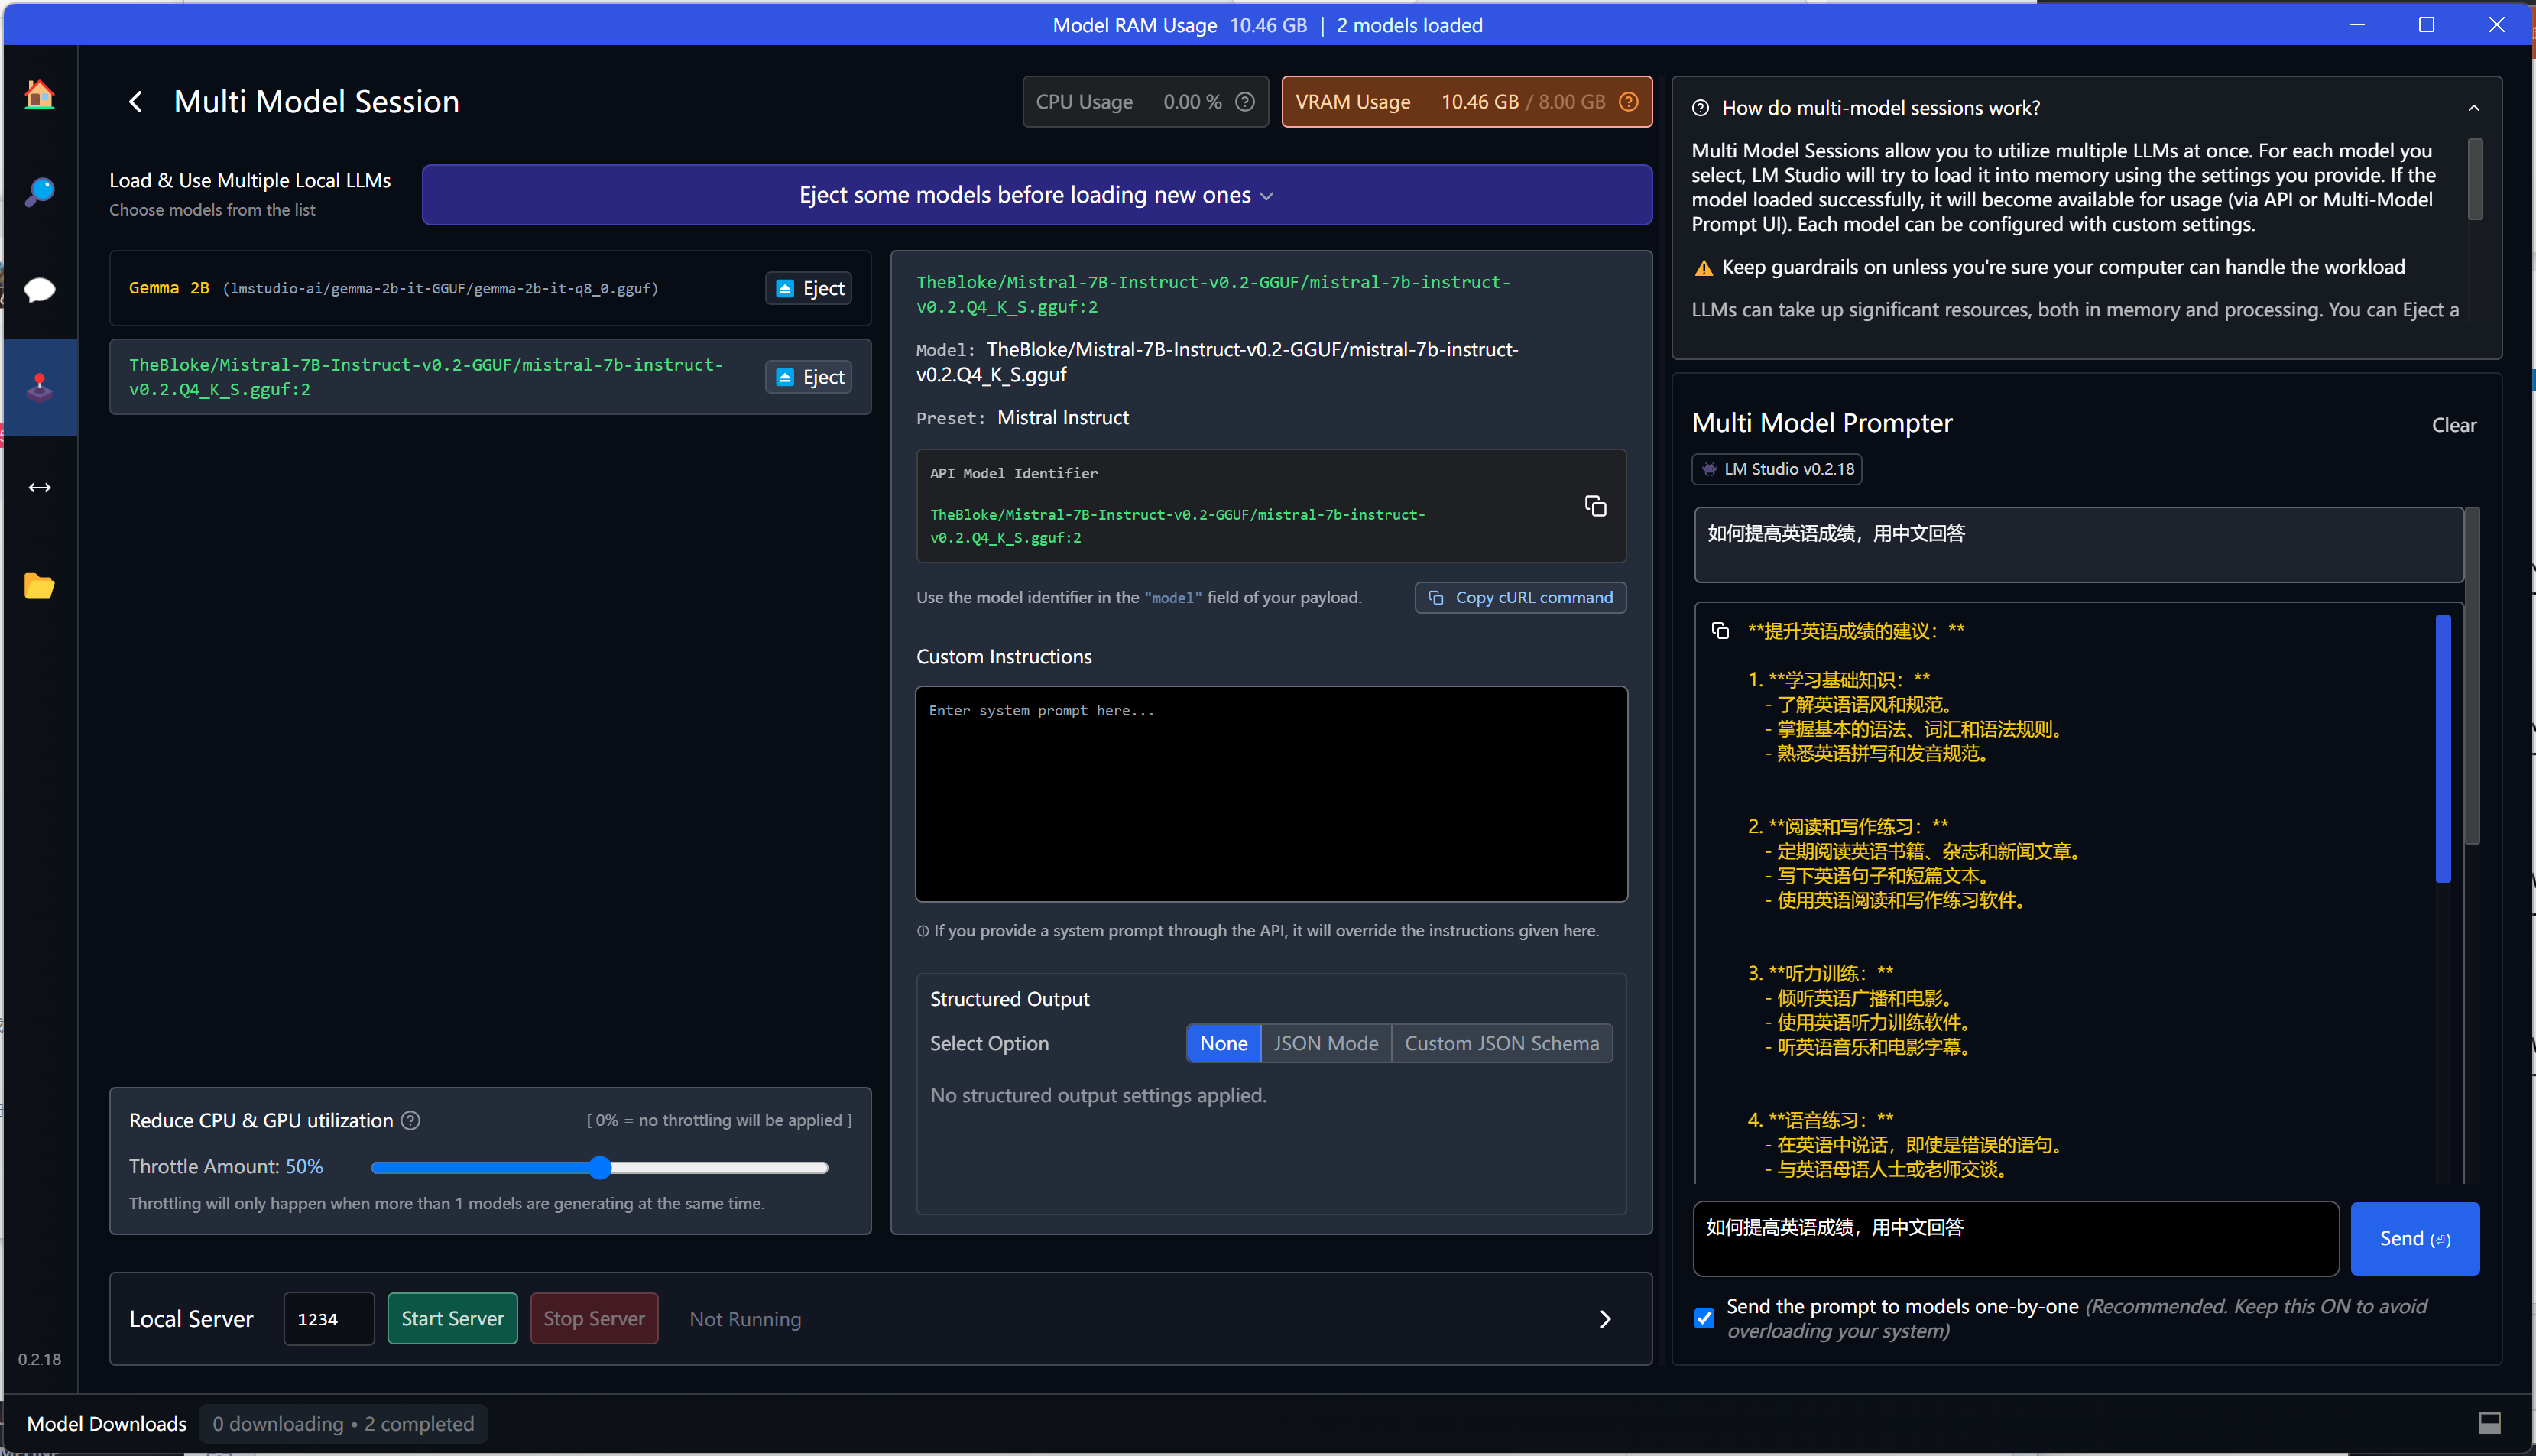 Model RAM Usage 10.46 GB | 2 models loaded
Multi Model Session
CPU Usage 0.00 %
VRAM Usage 10.46 GB / 8.00 GB
Load & Use Multiple Local LLMs
Choose models from the list
Eject some models before loading new ones
Gemma 2B (lmstudio-ai/gemma-2b-it-GGUF/gemma-2b-it-q8_0.gguf)
Eject
TheBloke/Mistral-7B-Instruct-v0.2-GGUF/mistral-7b-instruct-
v0.2.Q4_K_S.gguf:2
Eject
Reduce CPU & GPU utilization
[ 0% = no throttling will be applied ]
Throttle Amount: 50%
Throttling will only happen when more than 1 models are generating at the same time.
TheBloke/Mistral-7B-Instruct-v0.2-GGUF/mistral-7b-instruct-
v0.2.Q4_K_S.gguf:2
Model: TheBloke/Mistral-7B-Instruct-v0.2-GGUF/mistral-7b-instruct-
v0.2.Q4_K_S.gguf
Preset: Mistral Instruct
API Model Identifier
TheBloke/Mistral-7B-Instruct-v0.2-GGUF/mistral-7b-instruct-
v0.2.Q4_K_S.gguf:2
Use the model identifier in the "model" field of your payload.
Copy cURL command
Custom Instructions
Enter system prompt here...
If you provide a system prompt through the API, it will override the instructions given here.
Structured Output
Select Option
None
JSON Mode
Custom JSON Schema
No structured output settings applied.
Local Server
1234
Start Server
Stop Server
Not Running
How do multi-model sessions work?
Multi Model Sessions allow you to utilize multiple LLMs at once. For each model you
select, LM Studio will try to load it into memory using the settings you provide. If the
model loaded successfully, it will become available for usage (via API or Multi-Model
Prompt UI). Each model can be configured with custom settings.
Keep guardrails on unless you're sure your computer can handle the workload
LLMs can take up significant resources, both in memory and processing. You can Eject a
Multi Model Prompter
Clear
LM Studio v0.2.18
如何提高英语成绩，用中文回答
**提升英语成绩的建议：**
1. **学习基础知识：**
- 了解英语语风和规范。
- 掌握基本的语法、词汇和语法规则。
- 熟悉英语拼写和发音规范。
2. **阅读和写作练习：**
- 定期阅读英语书籍、杂志和新闻文章。
- 写下英语句子和短篇文本。
- 使用英语阅读和写作练习软件。
3. **听力训练：**
- 倾听英语广播和电影。
- 使用英语听力训练软件。
- 听英语音乐和电影字幕。
4. **语音练习：**
- 在英语中说话，即使是错误的语句。
- 与英语母语人士或老师交谈。
如何提高英语成绩，用中文回答
Send (⏎)
Send the prompt to models one-by-one (Recommended. Keep this ON to avoid
overloading your system)
0.2.18
Model Downloads
0 downloading • 2 completed